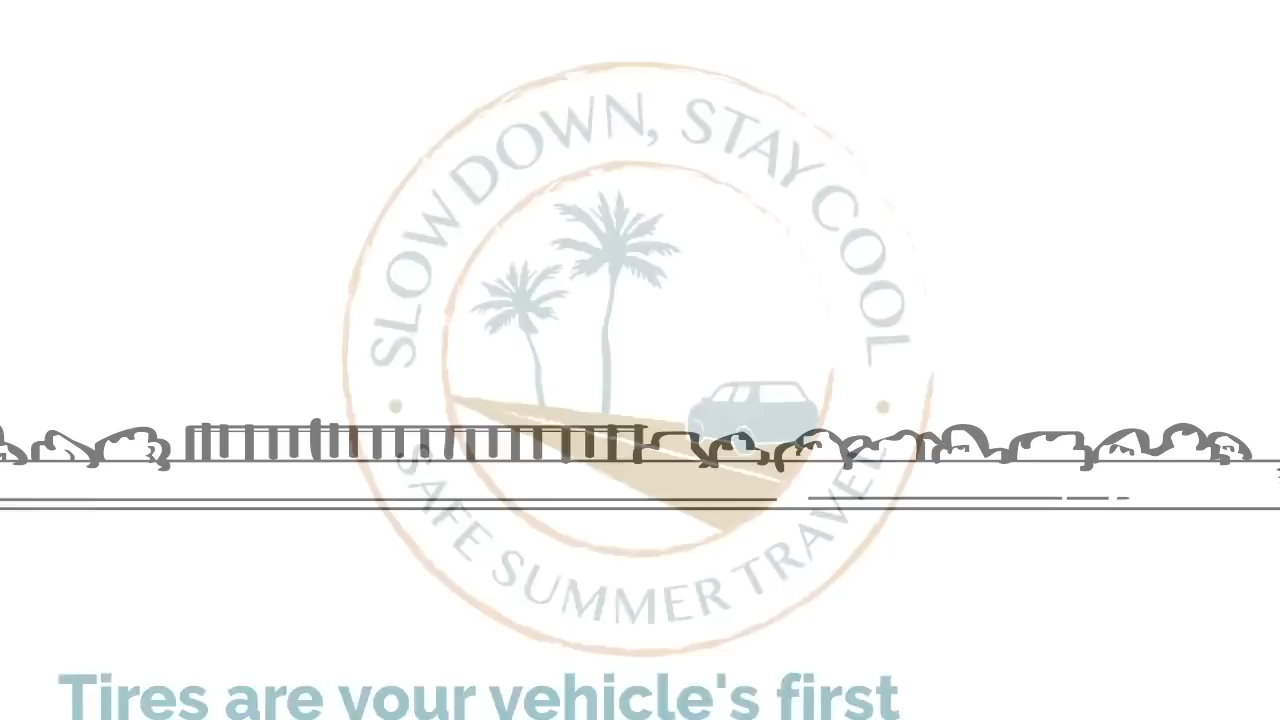 SLOW DOWN, STAY COOL
SAFE SUMMER TRAVEL
Tires are your vehicle's first